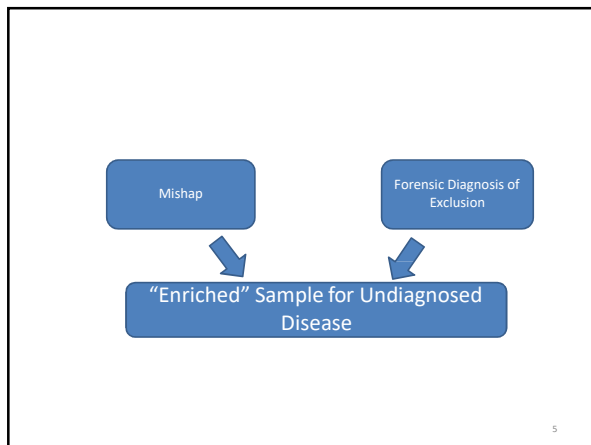 Mishap
Forensic Diagnosis of
Exclusion
“Enriched” Sample for Undiagnosed
Disease
5